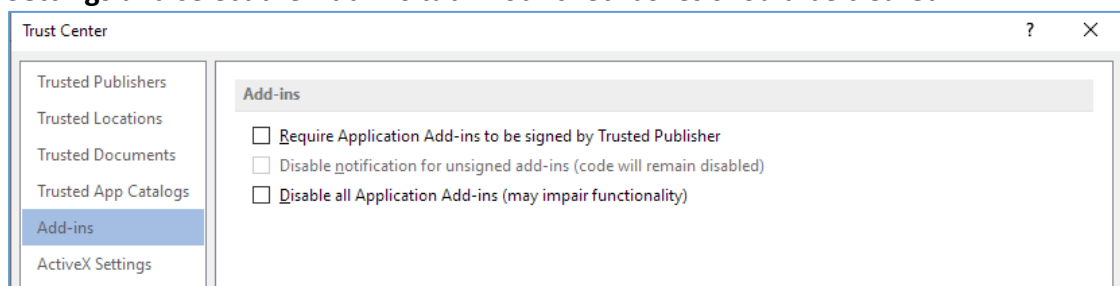 Trust Center ? ×
Trusted Publishers
Trusted Locations
Trusted Documents
Trusted App Catalogs
Add-ins
ActiveX Settings
Add-ins
Require Application Add-ins to be signed by Trusted Publisher
Disable notification for unsigned add-ins (code will remain disabled)
Disable all Application Add-ins (may impair functionality)